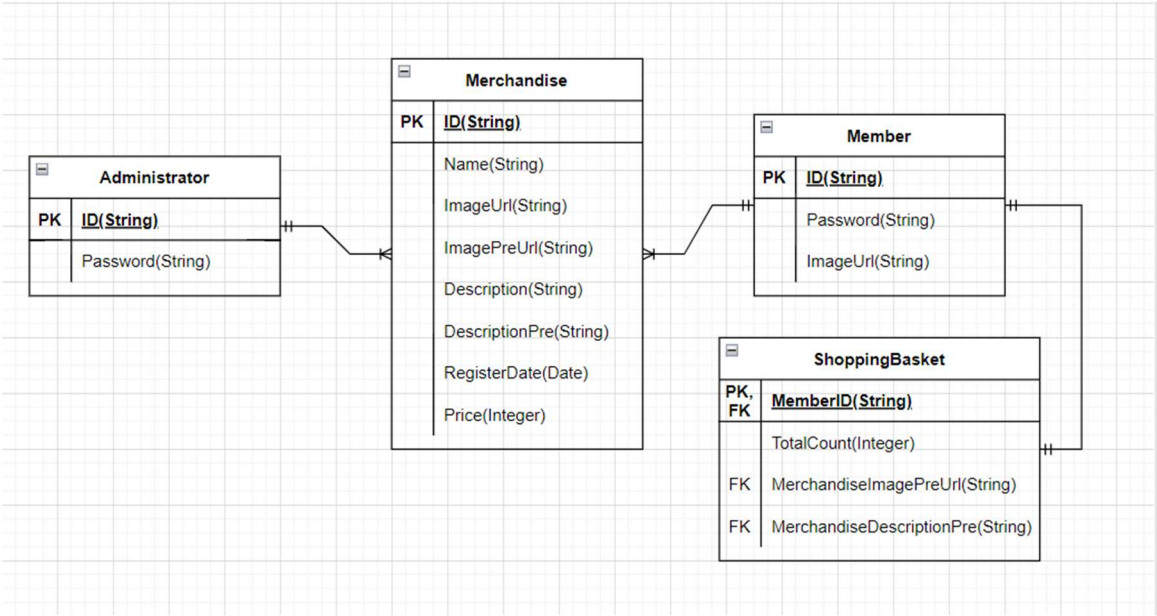 Administrator
PK ID(String)
Password(String)
Merchandise
PK ID(String)
Name(String)
ImageUrl(String)
ImagePreUrl(String)
Description(String)
DescriptionPre(String)
RegisterDate(Date)
Price(Integer)
Member
PK ID(String)
Password(String)
ImageUrl(String)
ShoppingBasket
PK,
FK MemberID(String)
TotalCount(Integer)
FK MerchandiseImagePreUrl(String)
FK MerchandiseDescriptionPre(String)